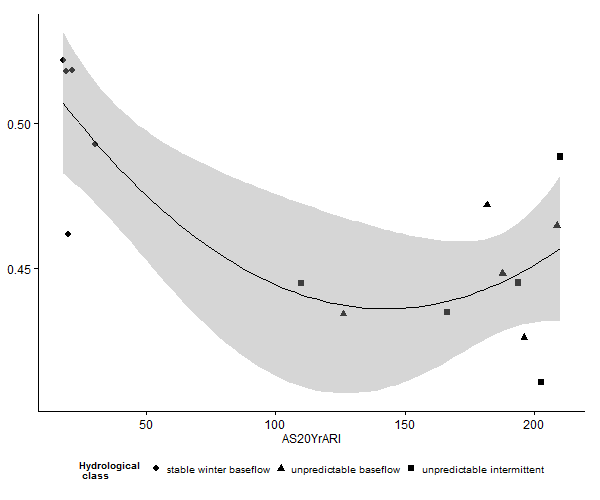 0.50
0.45
50
100
150
200
AS20YrARI
Hydrological
class
stable winter baseflow
unpredictable baseflow
unpredictable intermittent